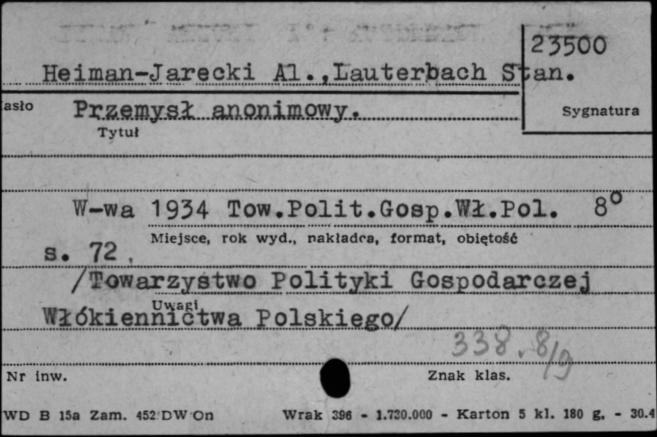 23500
Heiman-Jarecki Al.,Lauterbach Stan.
asło Przemysł anonimowy. Sygnatura
Tytuł
W-wa 1934 Tow.Polit.Gosp.Wł.Pol. 8°
Miejsce, rok wyd., nakładca, format, objętość
s. 72.
/Towarzystwo Polityki Gospodarczej
Uwagi
Włókiennictwa Polskiego/
338.8/9
Nr inw. Znak klas.
WD B 15a Zam. 452 DW On Wrak 396 - 1.720.000 - Karton 5 kl. 180 g. - 30.4